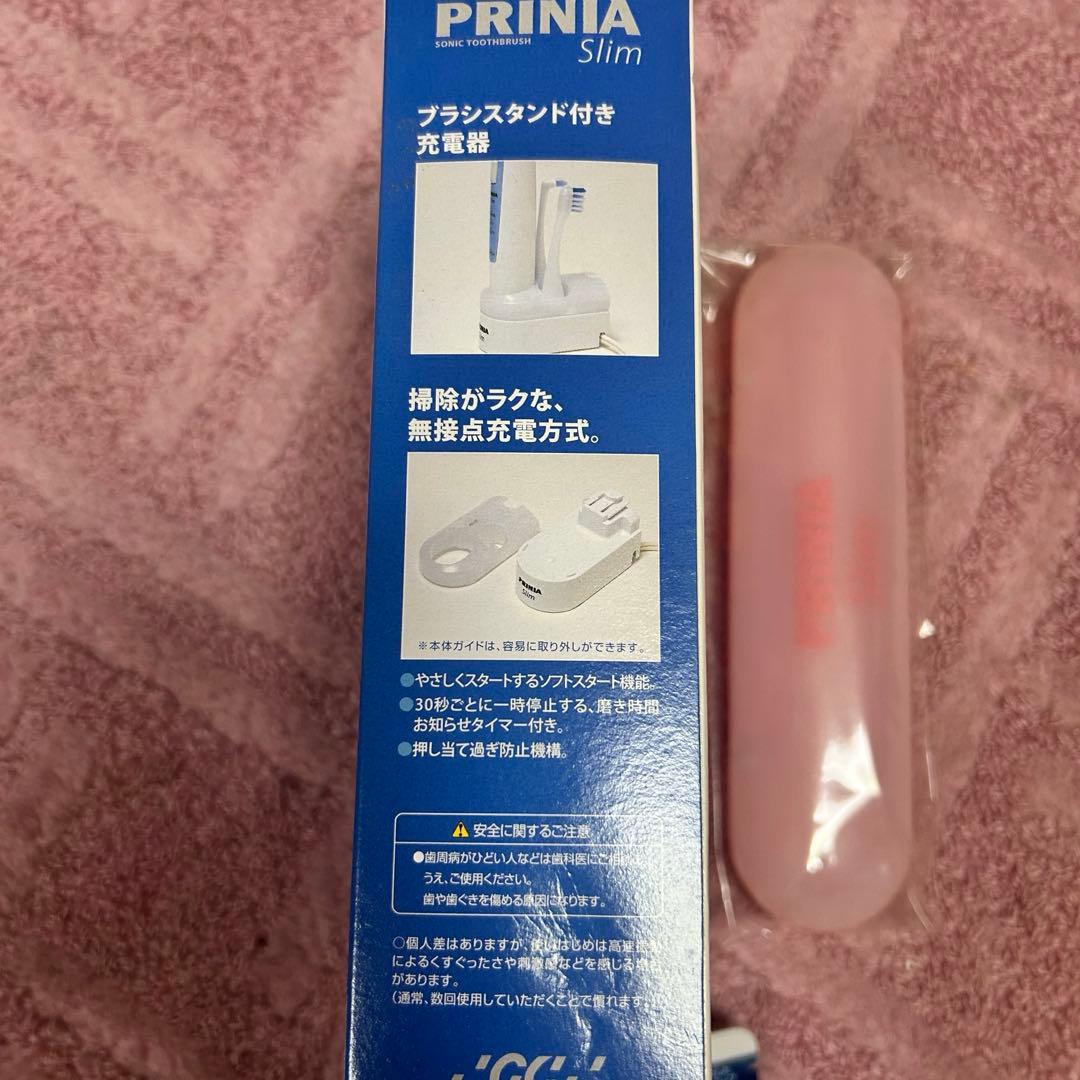 PRINIA
SONIC TOOTHBRUSH
Slim
ブラシスタンド付き
充電器
掃除がラクな、
無接点充電方式。
PRINIA
Slim
※本体ガイドは、容易に取り外しができます。
●やさしくスタートするソフトスタート機能。
●30秒ごとに一時停止する、磨き時間
お知らせタイマー付き。
●押し当て過ぎ防止機構。
⚠ 安全に関するご注意
●歯周病がひどい人などは歯科医にご相談の
うえ、ご使用ください。
歯や歯ぐきを傷める原因になります。
○個人差はありますが、使いはじめは高速振動
によるくすぐったさや刺激感などを感じる場合
があります。
(通常、数回使用していただくことで慣れます。)
PRINIA